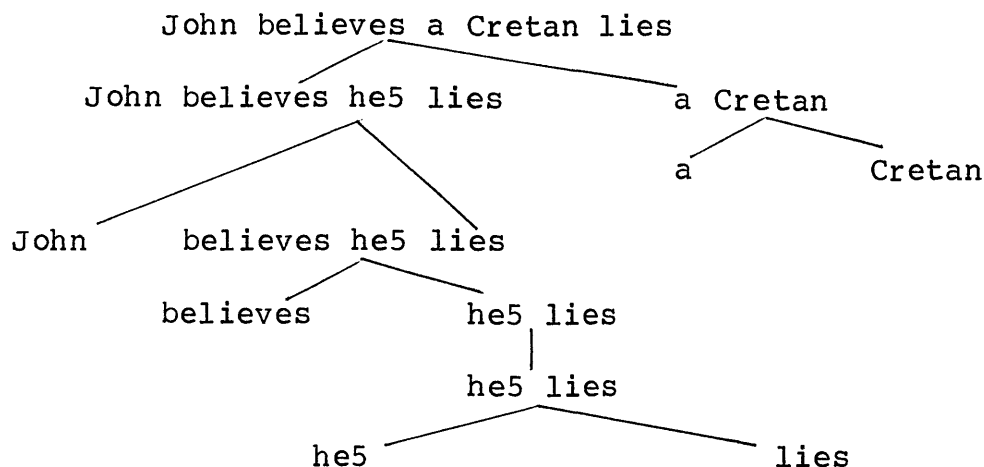 John believes a Cretan lies
John believes he5 lies a Cretan
a Cretan
John believes he5 lies
believes he5 lies
he5 lies
he5 lies